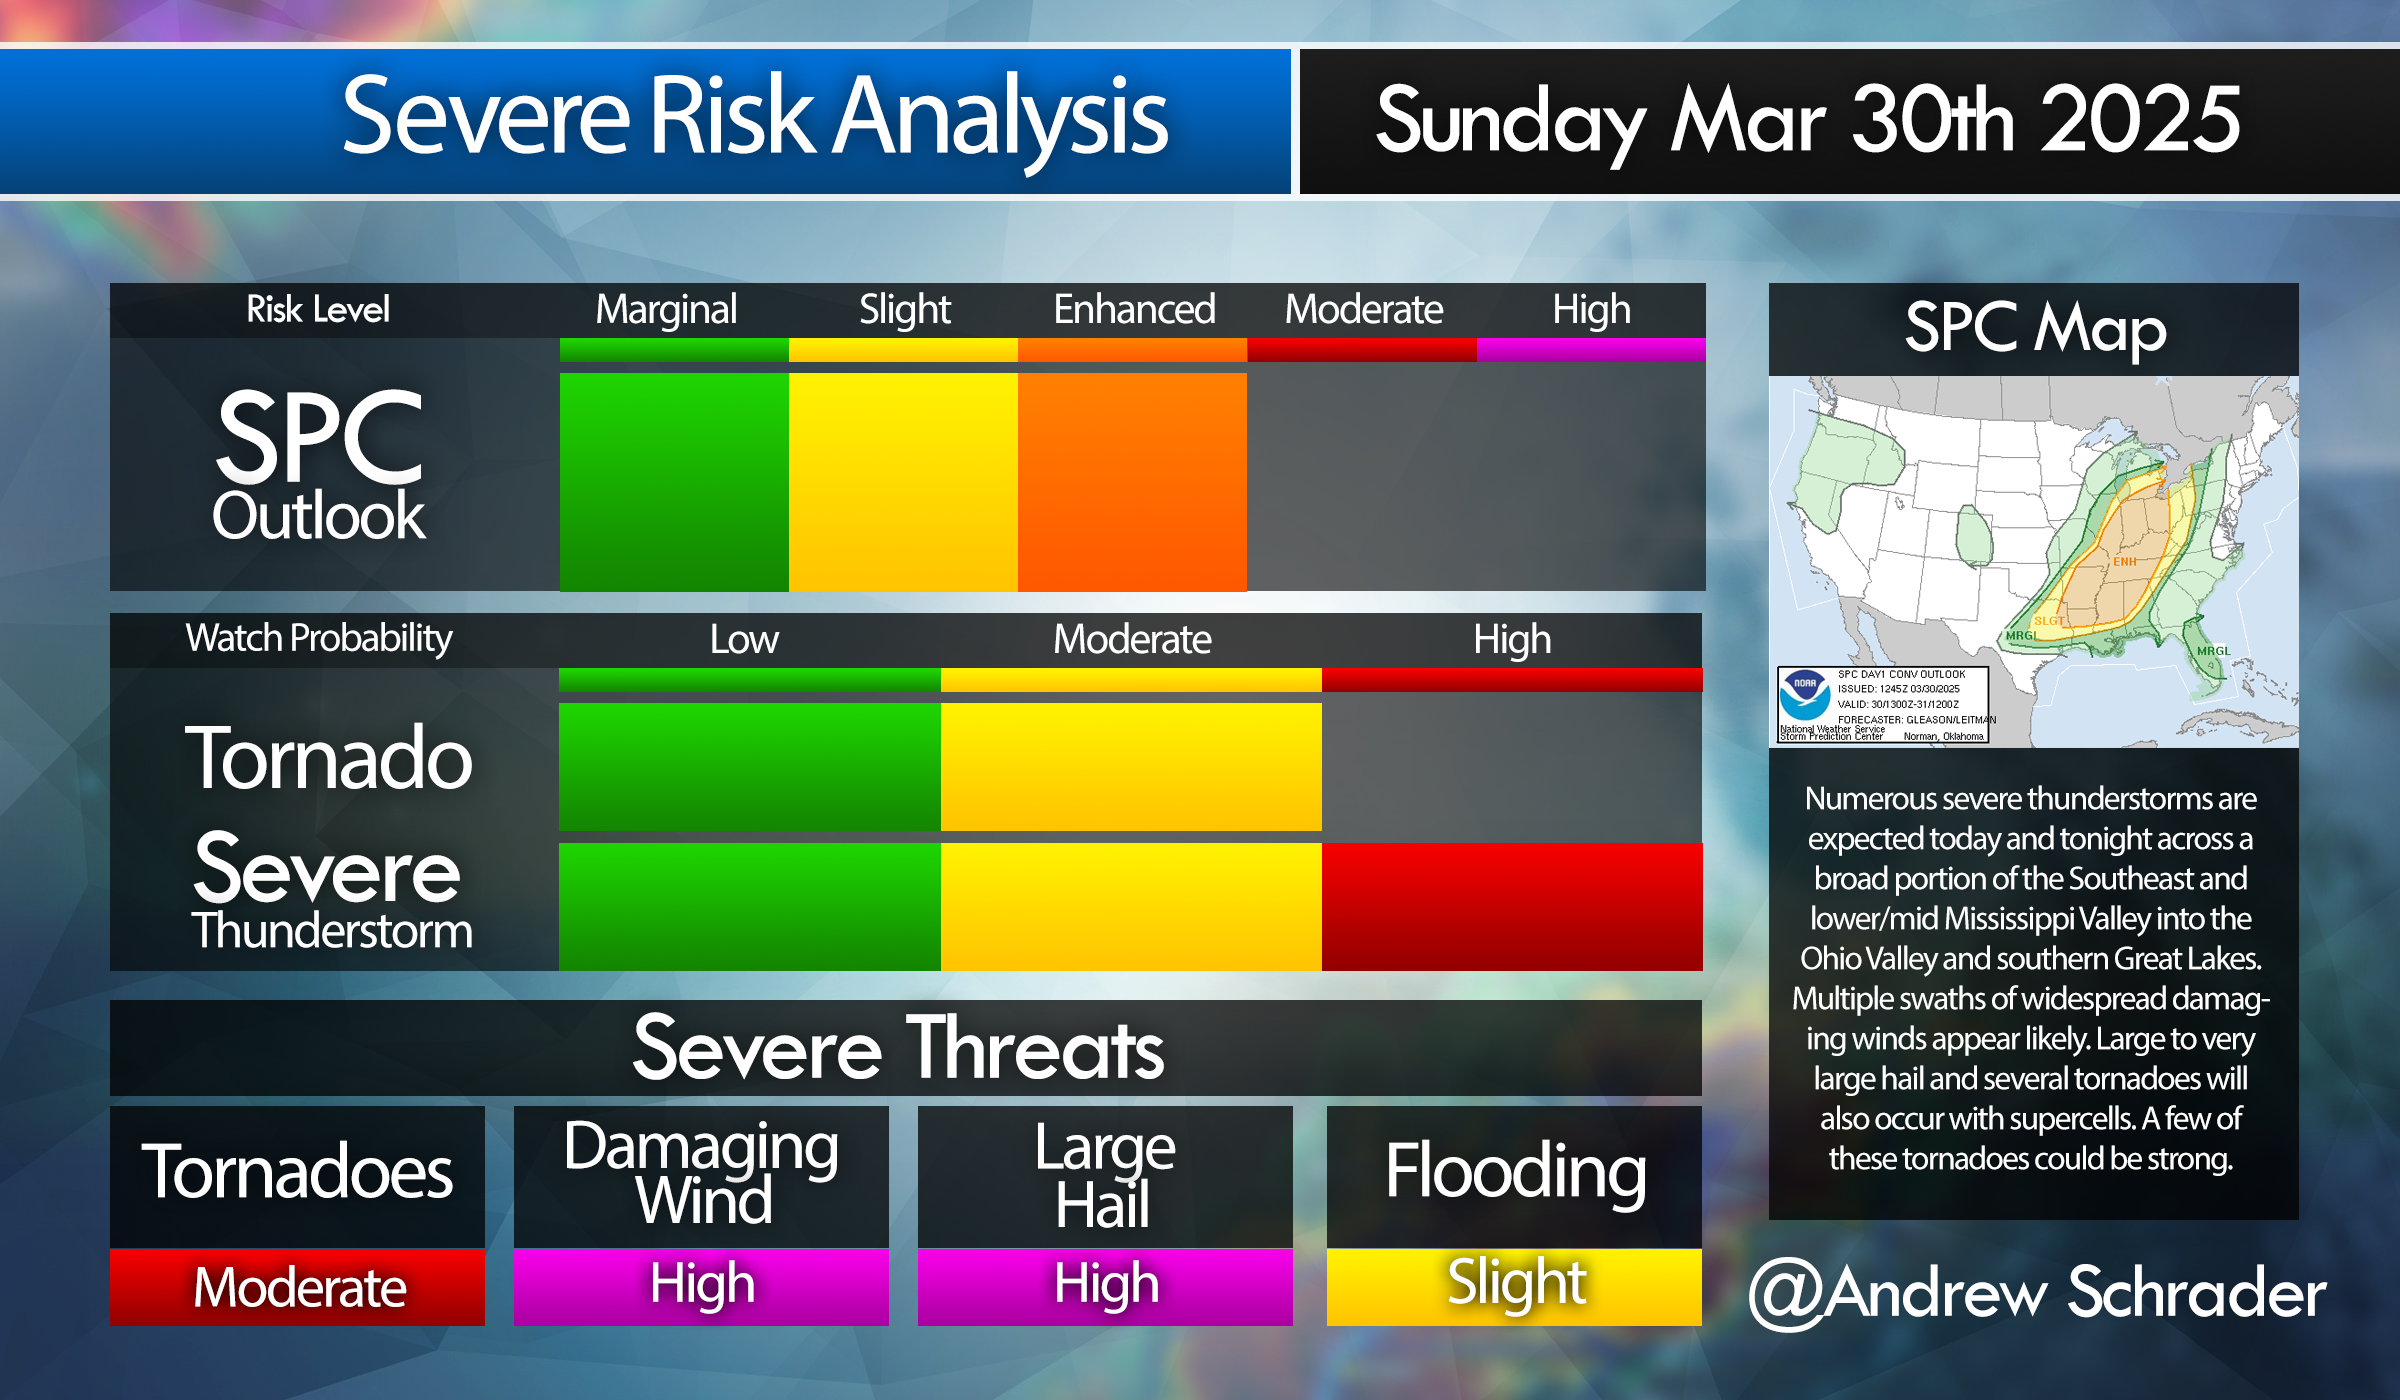 Severe Risk Analysis
Sunday Mar 30th 2025
Risk Level
Marginal
Slight
Enhanced
Moderate
High
SPC
Outlook
Watch Probability
Low
Moderate
High
Tornado
Severe
Thunderstorm
Severe Threats
Tornadoes
Moderate
Damaging
Wind
High
Large
Hail
High
Flooding
Slight
SPC Map
ENH
SLGT
MRGL
MRGL
NOAA
SPC DAY1 CONV OUTLOOK
ISSUED: 1245Z 03/30/2025
VALID: 30/1300Z-31/1200Z
FORECASTER: GLEASON/LEITMAN
National Weather Service
Storm Prediction Center Norman, Oklahoma
Numerous severe thunderstorms are
expected today and tonight across a
broad portion of the Southeast and
lower/mid Mississippi Valley into the
Ohio Valley and southern Great Lakes.
Multiple swaths of widespread damag-
ing winds appear likely. Large to very
large hail and several tornadoes will
also occur with supercells. A few of
these tornadoes could be strong.
@Andrew Schrader